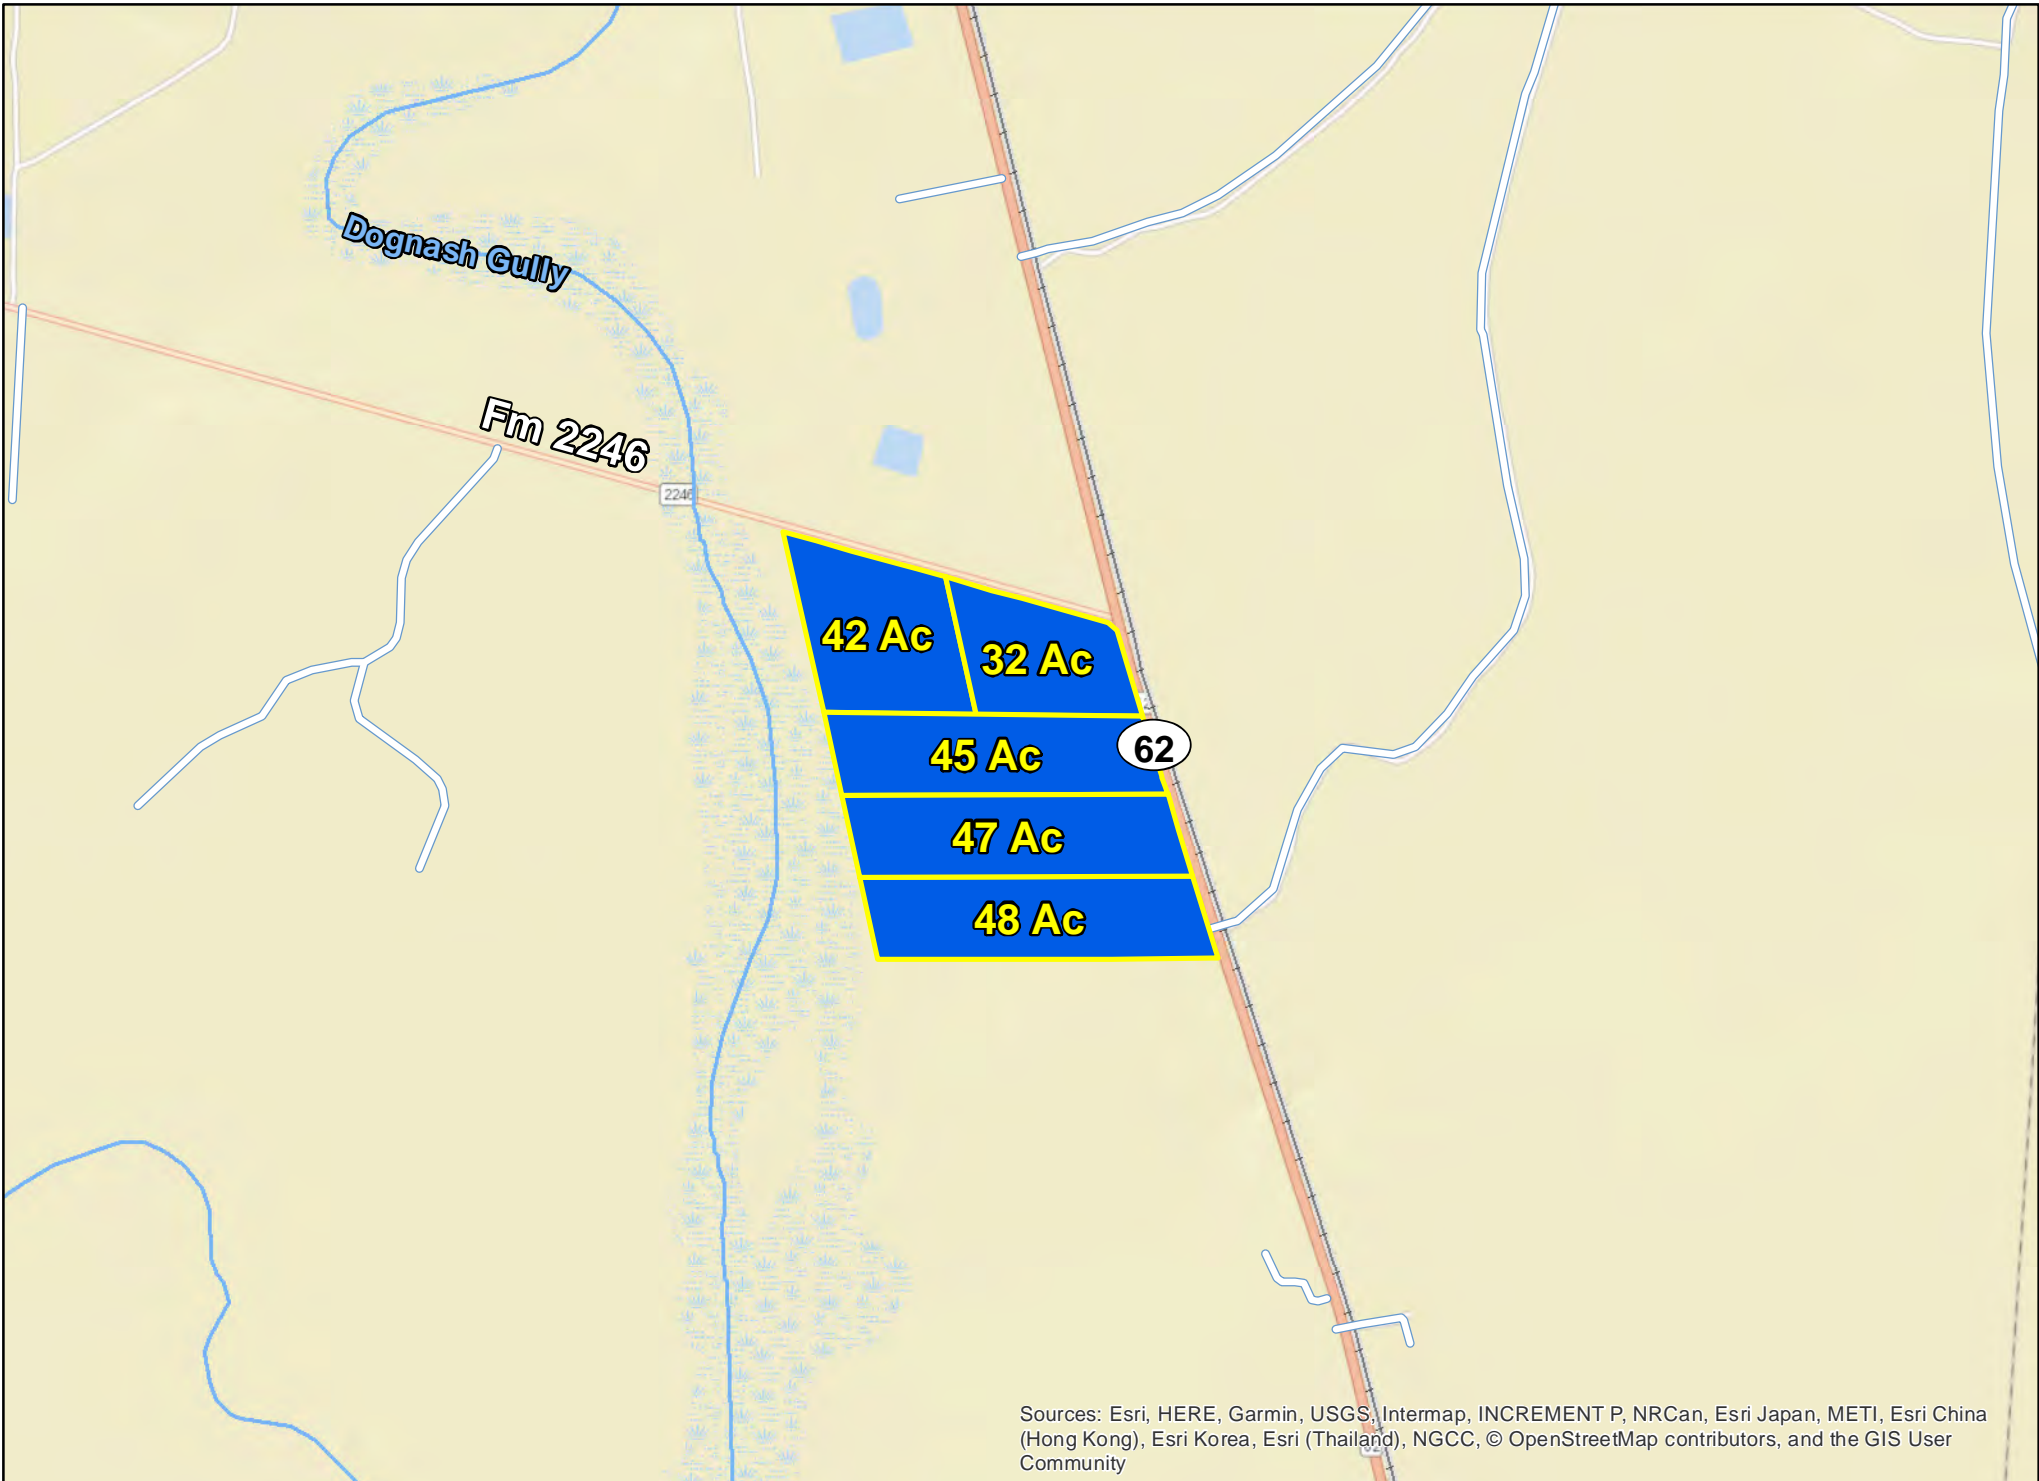 Dognash Gully
Fm 2246
2246
42 Ac
32 Ac
62
45 Ac
47 Ac
48 Ac
Sources: Esri, HERE, Garmin, USGS, Intermap, INCREMENT P, NRCan, Esri Japan, METI, Esri China
(Hong Kong), Esri Korea, Esri (Thailand), NGCC, © OpenStreetMap contributors, and the GIS User
Community
62